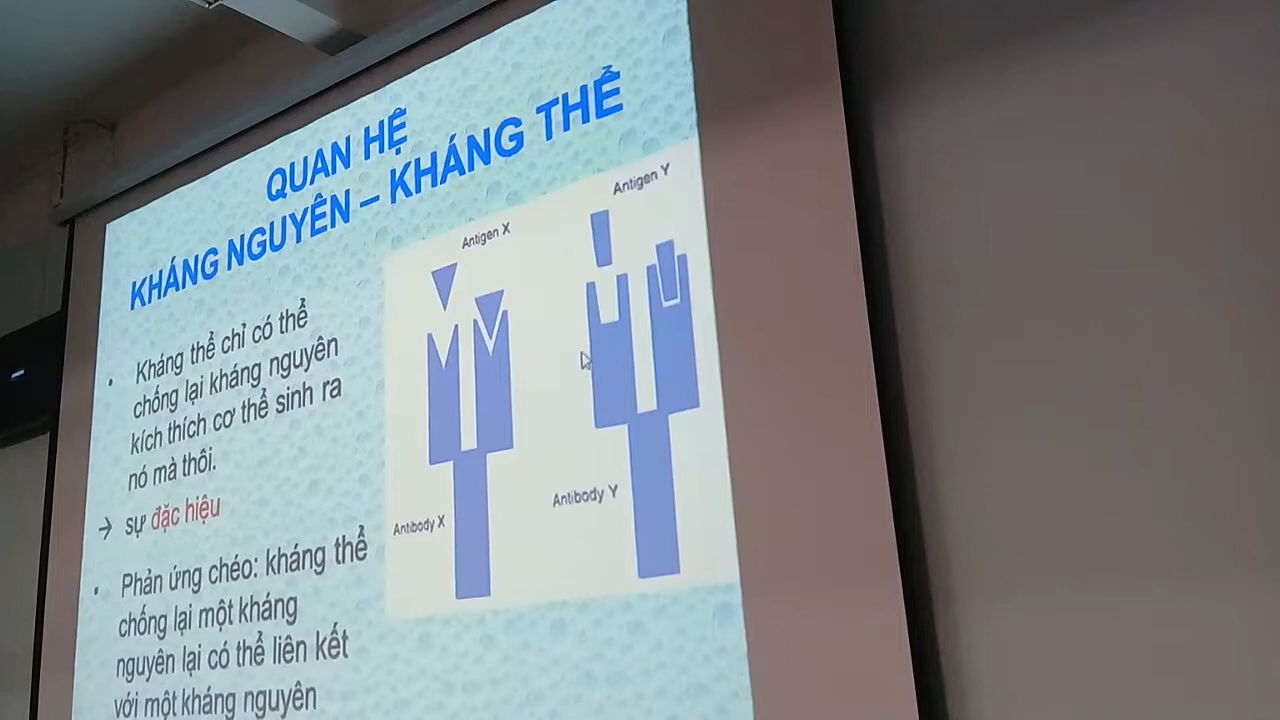 QUAN HỆ
KHÁNG NGUYÊN – KHÁNG THỂ
• Kháng thể chỉ có thể
chống lại kháng nguyên
kích thích cơ thể sinh ra
nó mà thôi.
→ sự đặc hiệu
• Phản ứng chéo: kháng thể
chống lại một kháng
nguyên lại có thể liên kết
với một kháng nguyên
Antigen X
Antigen Y
Antibody X
Antibody Y